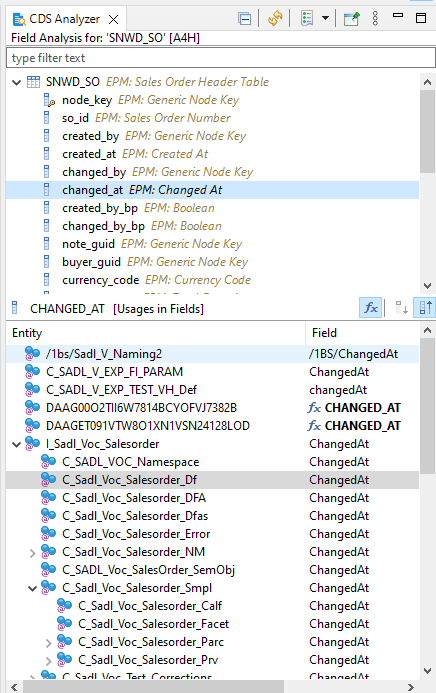 CDS Analyzer
Field Analysis for: 'SNWD_SO' [A4H]
type filter text
SNWD_SO EPM: Sales Order Header Table
node_key EPM: Generic Node Key
so_id EPM: Sales Order Number
created_by EPM: Generic Node Key
created_at EPM: Created At
changed_by EPM: Generic Node Key
changed_at EPM: Changed At
created_by_bp EPM: Boolean
changed_by_bp EPM: Boolean
note_guid EPM: Generic Node Key
buyer_guid EPM: Generic Node Key
currency_code EPM: Currency Code
CHANGED_AT [Usages in Fields] fx
Entity Field
/1bs/Sadl_V_Naming2 /1BS/ChangedAt
C_SADL_V_EXP_FI_PARAM ChangedAt
C_SADL_V_EXP_TEST_VH_Def changedAt
DAAG00O2TII6W7814BCYOFVJ7382B fx CHANGED_AT
DAAGET091VTW8O1XN1VSN24128LOD fx CHANGED_AT
I_Sadl_Voc_Salesorder ChangedAt
C_SADL_VOC_Namespace ChangedAt
C_Sadl_Voc_Salesorder_Df ChangedAt
C_Sadl_Voc_Salesorder_DFA ChangedAt
C_Sadl_Voc_Salesorder_Dfas ChangedAt
C_Sadl_Voc_Salesorder_Error ChangedAt
C_Sadl_Voc_Salesorder_NM ChangedAt
C_SADL_Voc_SalesOrder_SemObj ChangedAt
C_Sadl_Voc_Salesorder_Smpl ChangedAt
C_Sadl_Voc_Salesorder_Calf ChangedAt
C_Sadl_Voc_Salesorder_Facet ChangedAt
C_Sadl_Voc_Salesorder_Parc ChangedAt
C_Sadl_Voc_Salesorder_Prv ChangedAt
C_Sadl_Voc_Test_Corrections ChangedAt